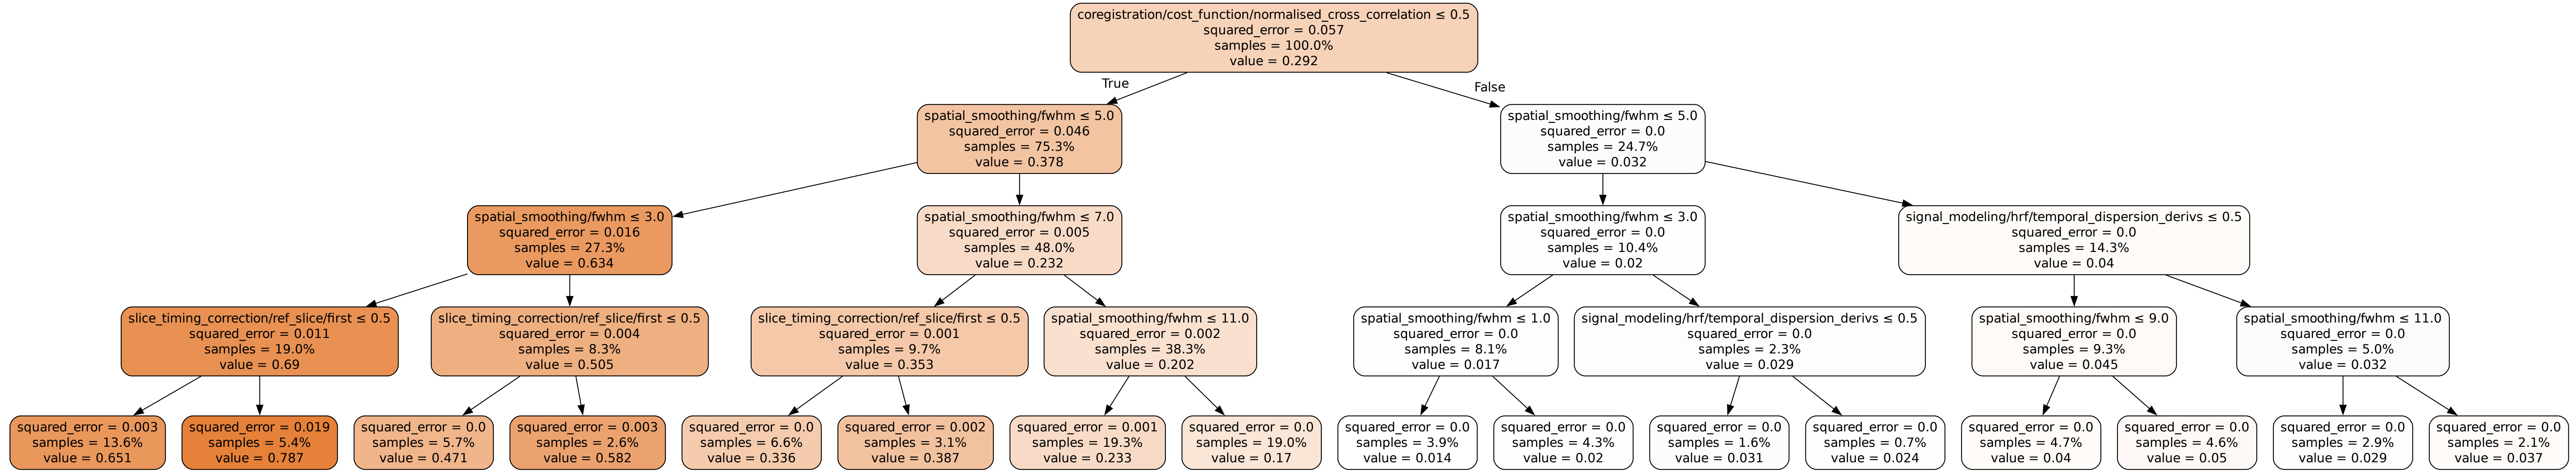 coregistration/cost_function/normalised_cross_correlation ≤ 0.5
squared_error = 0.057
samples = 100.0%
value = 0.292
True
False
spatial_smoothing/fwhm ≤ 5.0
squared_error = 0.046
samples = 75.3%
value = 0.378
spatial_smoothing/fwhm ≤ 5.0
squared_error = 0.0
samples = 24.7%
value = 0.032
spatial_smoothing/fwhm ≤ 3.0
squared_error = 0.016
samples = 27.3%
value = 0.634
spatial_smoothing/fwhm ≤ 7.0
squared_error = 0.005
samples = 48.0%
value = 0.232
spatial_smoothing/fwhm ≤ 3.0
squared_error = 0.0
samples = 10.4%
value = 0.02
signal_modeling/hrf/temporal_dispersion_derivs ≤ 0.5
squared_error = 0.0
samples = 14.3%
value = 0.04
slice_timing_correction/ref_slice/first ≤ 0.5
squared_error = 0.011
samples = 19.0%
value = 0.69
slice_timing_correction/ref_slice/first ≤ 0.5
squared_error = 0.004
samples = 8.3%
value = 0.505
slice_timing_correction/ref_slice/first ≤ 0.5
squared_error = 0.001
samples = 9.7%
value = 0.353
spatial_smoothing/fwhm ≤ 11.0
squared_error = 0.002
samples = 38.3%
value = 0.202
spatial_smoothing/fwhm ≤ 1.0
squared_error = 0.0
samples = 8.1%
value = 0.017
signal_modeling/hrf/temporal_dispersion_derivs ≤ 0.5
squared_error = 0.0
samples = 2.3%
value = 0.029
spatial_smoothing/fwhm ≤ 9.0
squared_error = 0.0
samples = 9.3%
value = 0.045
spatial_smoothing/fwhm ≤ 11.0
squared_error = 0.0
samples = 5.0%
value = 0.032
squared_error = 0.003
samples = 13.6%
value = 0.651
squared_error = 0.019
samples = 5.4%
value = 0.787
squared_error = 0.0
samples = 5.7%
value = 0.471
squared_error = 0.003
samples = 2.6%
value = 0.582
squared_error = 0.0
samples = 6.6%
value = 0.336
squared_error = 0.002
samples = 3.1%
value = 0.387
squared_error = 0.001
samples = 19.3%
value = 0.233
squared_error = 0.0
samples = 19.0%
value = 0.17
squared_error = 0.0
samples = 3.9%
value = 0.014
squared_error = 0.0
samples = 4.3%
value = 0.02
squared_error = 0.0
samples = 1.6%
value = 0.031
squared_error = 0.0
samples = 0.7%
value = 0.024
squared_error = 0.0
samples = 4.7%
value = 0.04
squared_error = 0.0
samples = 4.6%
value = 0.05
squared_error = 0.0
samples = 2.9%
value = 0.029
squared_error = 0.0
samples = 2.1%
value = 0.037